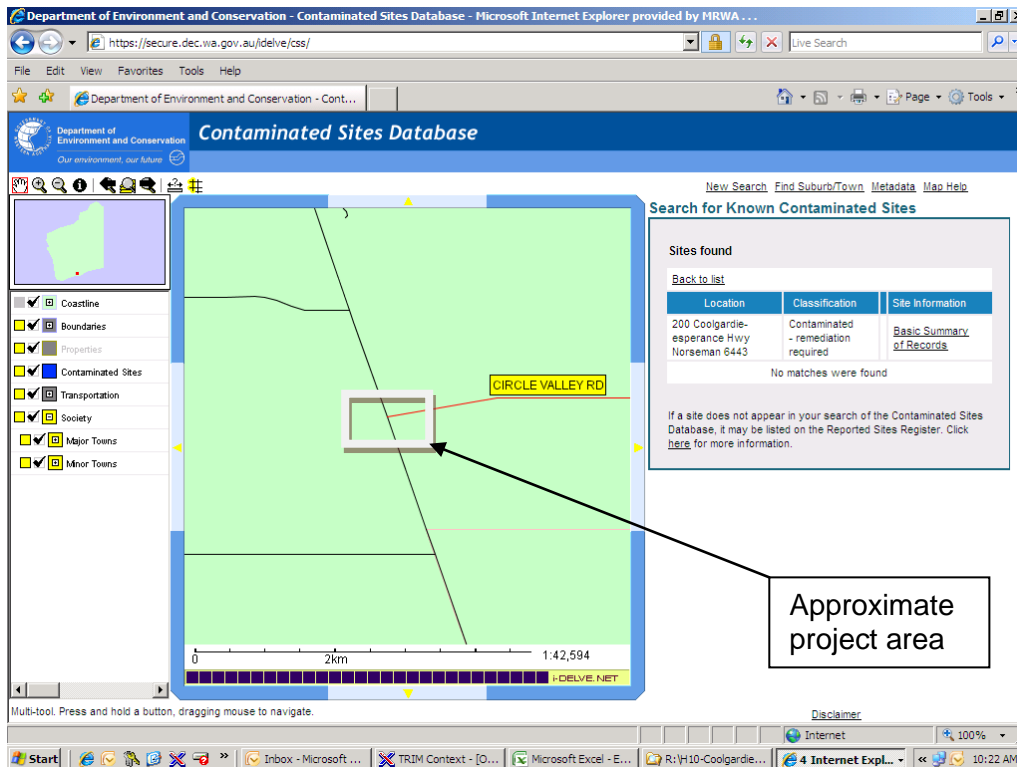 Department of Environment and Conservation - Contaminated Sites Database - Microsoft Internet Explorer provided by MRWA . . .
https://secure.dec.wa.gov.au/idelve/css/
Live Search
File Edit View Favorites Tools Help
Department of Environment and Conservation - Cont...
Page Tools
Department of
Environment and Conservation
Our environment, our future
Contaminated Sites Database
New Search Find Suburb/Town Metadata Map Help
Search for Known Contaminated Sites
Sites found
Back to list
Location Classification Site Information
200 Coolgardie-
esperance Hwy
Norseman 6443
Contaminated
- remediation
required
Basic Summary
of Records
No matches were found
If a site does not appear in your search of the Contaminated Sites
Database, it may be listed on the Reported Sites Register. Click
here for more information.
Coastline
Boundaries
Properties
Contaminated Sites
Transportation
Society
Major Towns
Minor Towns
CIRCLE VALLEY RD
Approximate
project area
0 2km 1:42,594
i-DELVE.NET
Multi-tool. Press and hold a button, dragging mouse to navigate.
Disclaimer
Internet 100%
Start
Inbox - Microsoft ...
TRIM Context - [O...
Microsoft Excel - E...
R:\H10-Coolgardie...
4 Internet Expl...
10:22 AM